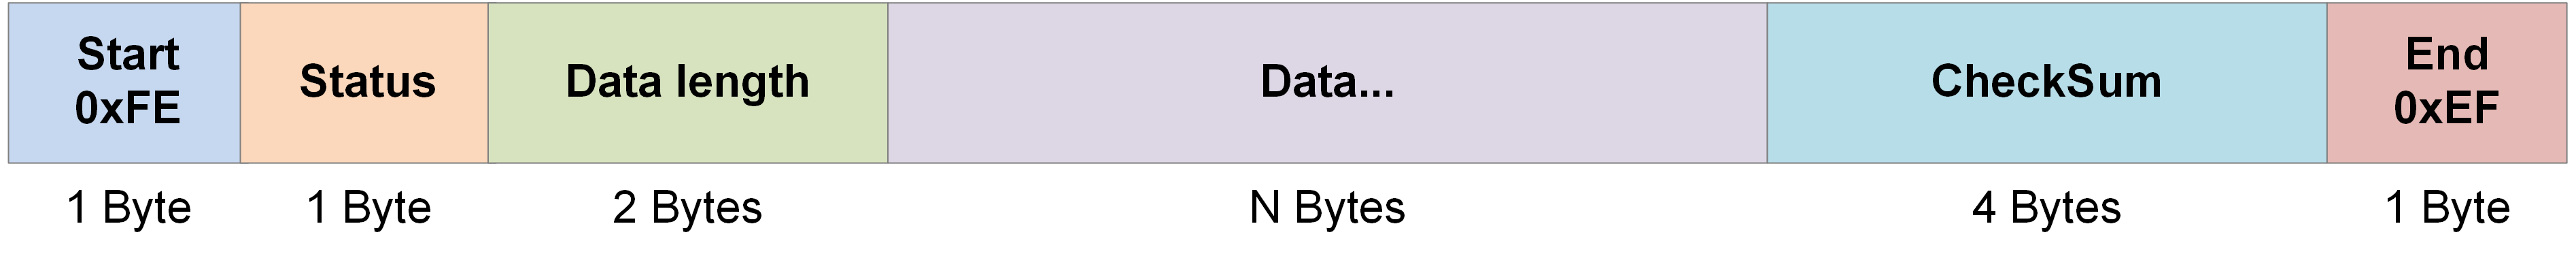 Start
0xFE
Status
Data length
Data...
CheckSum
End
0xEF
1 Byte
1 Byte
2 Bytes
N Bytes
4 Bytes
1 Byte